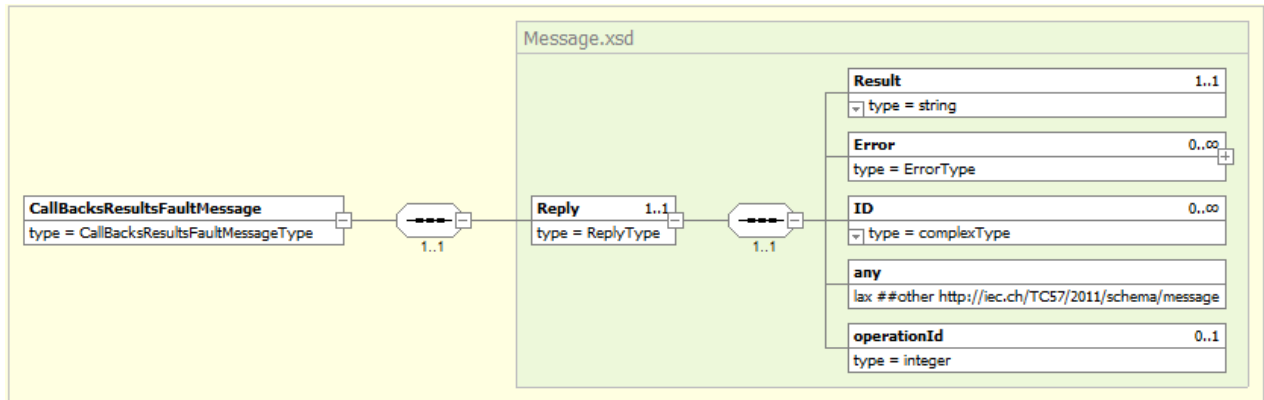 Message.xsd
Result 1..1
type = string
Error 0..∞
type = ErrorType
CallBacksResultsFaultMessage
type = CallBacksResultsFaultMessageType
1..1
Reply 1..1
type = ReplyType
1..1
ID 0..∞
type = complexType
any
lax ##other http://iec.ch/TC57/2011/schema/message
operationId 0..1
type = integer